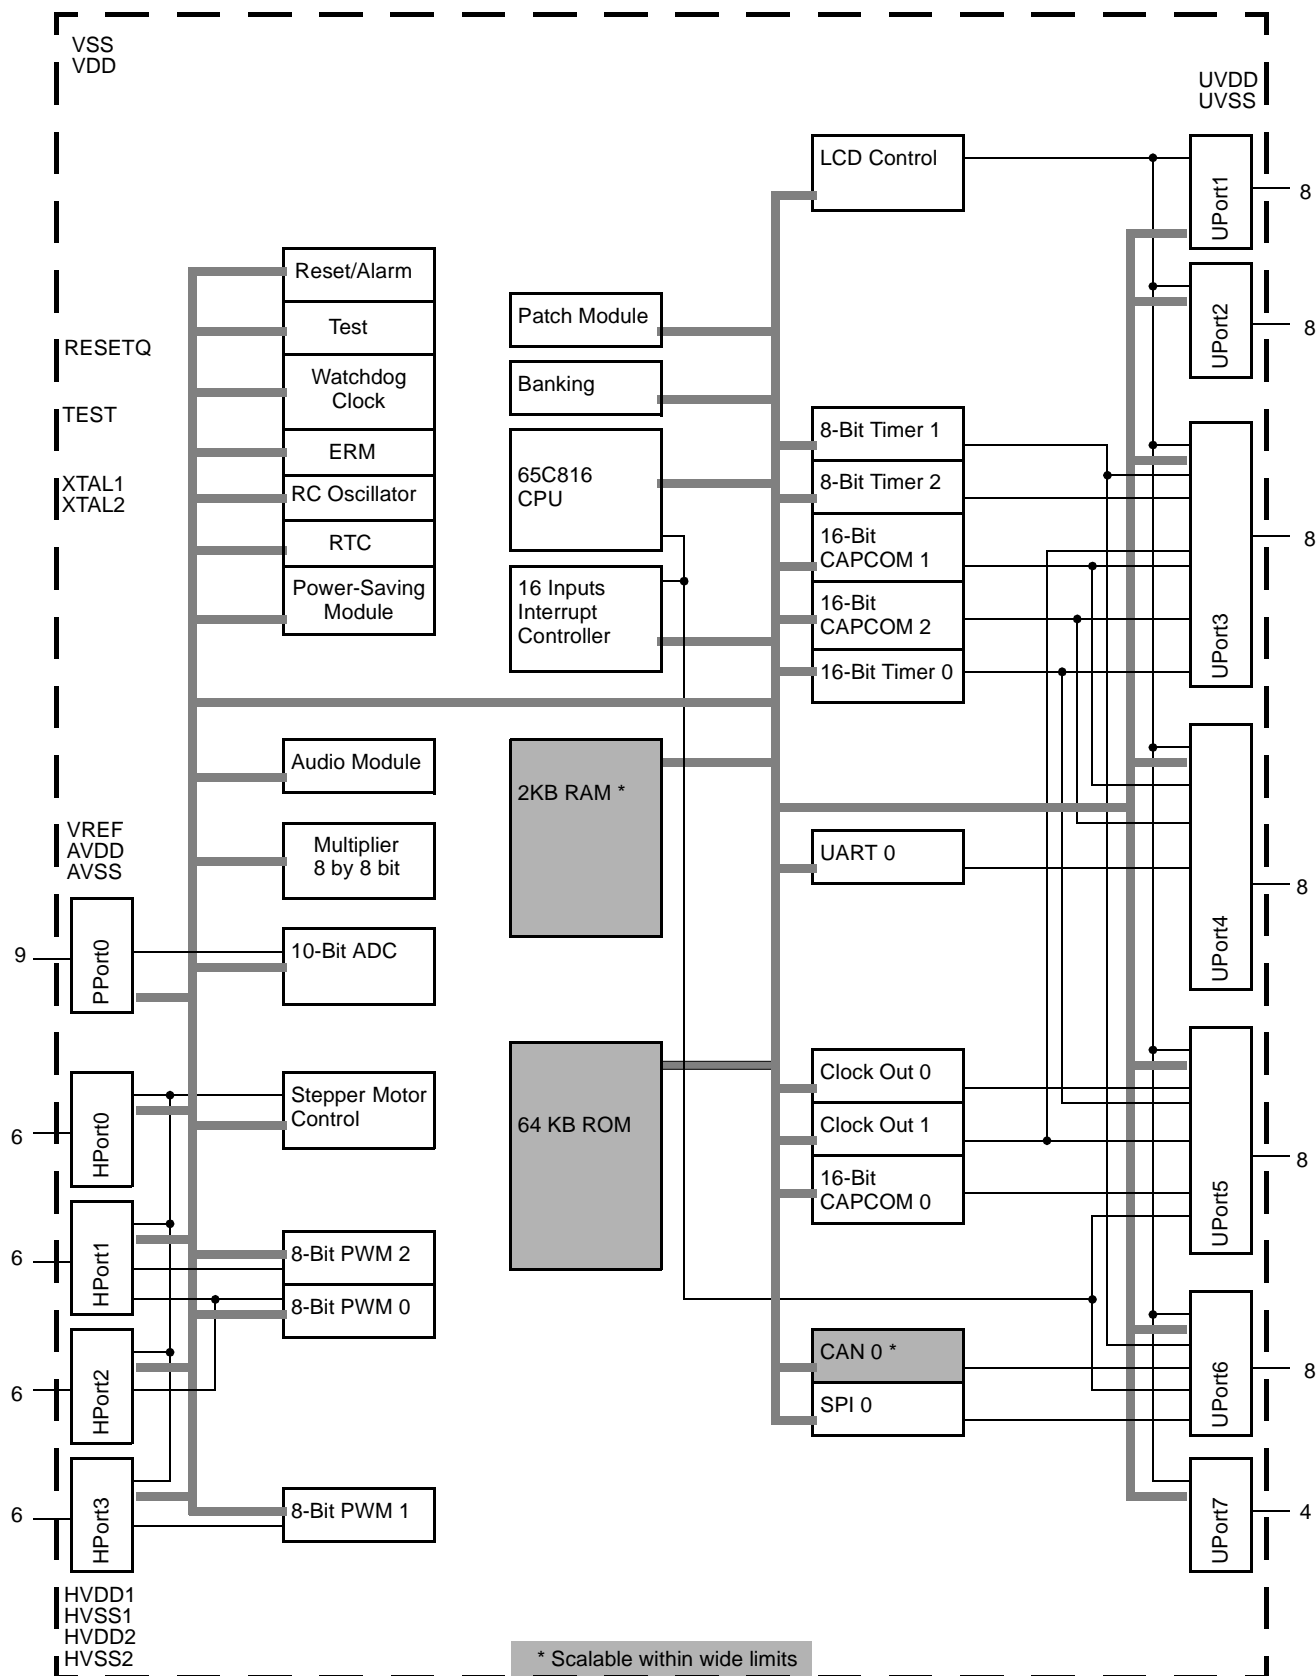 VSS
VDD
UVDD
UVSS
LCD Control
UPort1
8
Reset/Alarm
Test
Watchdog
Clock
ERM
RC Oscillator
RTC
Power-Saving
Module
RESETQ
TEST
XTAL1
XTAL2
Patch Module
Banking
65C816
CPU
16 Inputs
Interrupt
Controller
UPort2
8
8-Bit Timer 1
8-Bit Timer 2
16-Bit
CAPCOM 1
16-Bit
CAPCOM 2
16-Bit Timer 0
UPort3
8
Audio Module
2KB RAM *
Multiplier
8 by 8 bit
VREF
AVDD
AVSS
UART 0
UPort4
8
9
PPort0
10-Bit ADC
6
HPort0
Stepper Motor
Control
64 KB ROM
Clock Out 0
Clock Out 1
16-Bit
CAPCOM 0
UPort5
8
6
HPort1
8-Bit PWM 2
8-Bit PWM 0
6
HPort2
CAN 0 *
SPI 0
UPort6
8
6
HPort3
8-Bit PWM 1
UPort7
4
HVDD1
HVSS1
HVDD2
HVSS2
* Scalable within wide limits